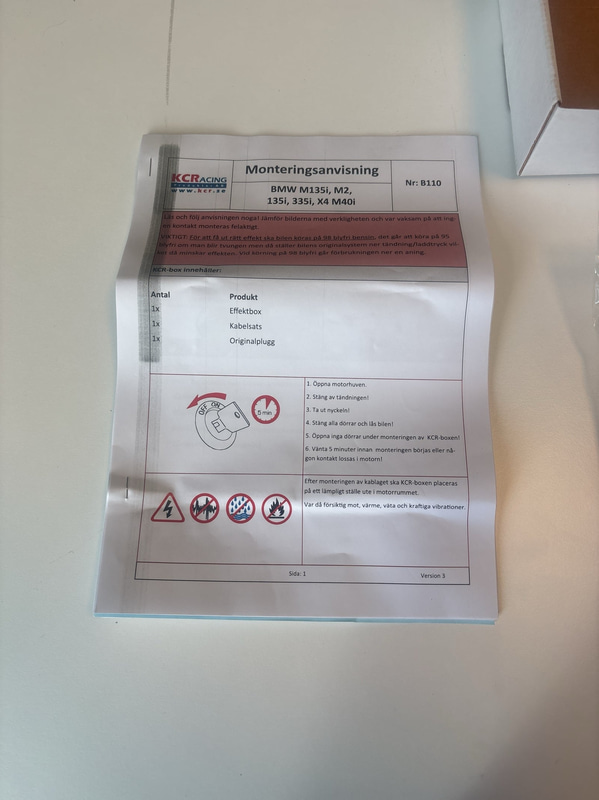 KCRACING
www.kcr.se
Monteringsanvisning
BMW M135i, M2,
135i, 335i, X4 M40i
Nr: B110
Läs och följ anvisningen noga! Jämför bilderna med verkligheten och var vaksam på att ing-
en kontakt monteras felaktigt.
VIKTIGT: För att få ut rätt effekt ska bilen köras på 98 blyfri bensin, det går att köra på 95
blyfri om man blir tvungen men då ställer bilens originalsystem ner tändning/laddtryck
för då minskar effekten. Vid körning på 98 blyfri går förbrukningen ner en aning.
KCR-box innehåller:
Antal Produkt
1x Effektbox
1x Kabelsats
1x Originalplugg
OFF ON
5 min
1. Öppna motorhuven.
2. Stäng av tändningen!
3. Ta ut nyckeln!
4. Stäng alla dörrar och lås bilen!
5. Öppna inga dörrar under monteringen av KCR-boxen!
6. Vänta 5 minuter innan monteringen börjas eller nå-
gon kontakt lossas i motorn!
Efter monteringen av kablaget ska KCR-boxen placeras
på ett lämpligt ställe ute i motorrummet.
Var då försiktig mot, värme, väta och kraftiga vibrationer.
Sida: 1
Version 3